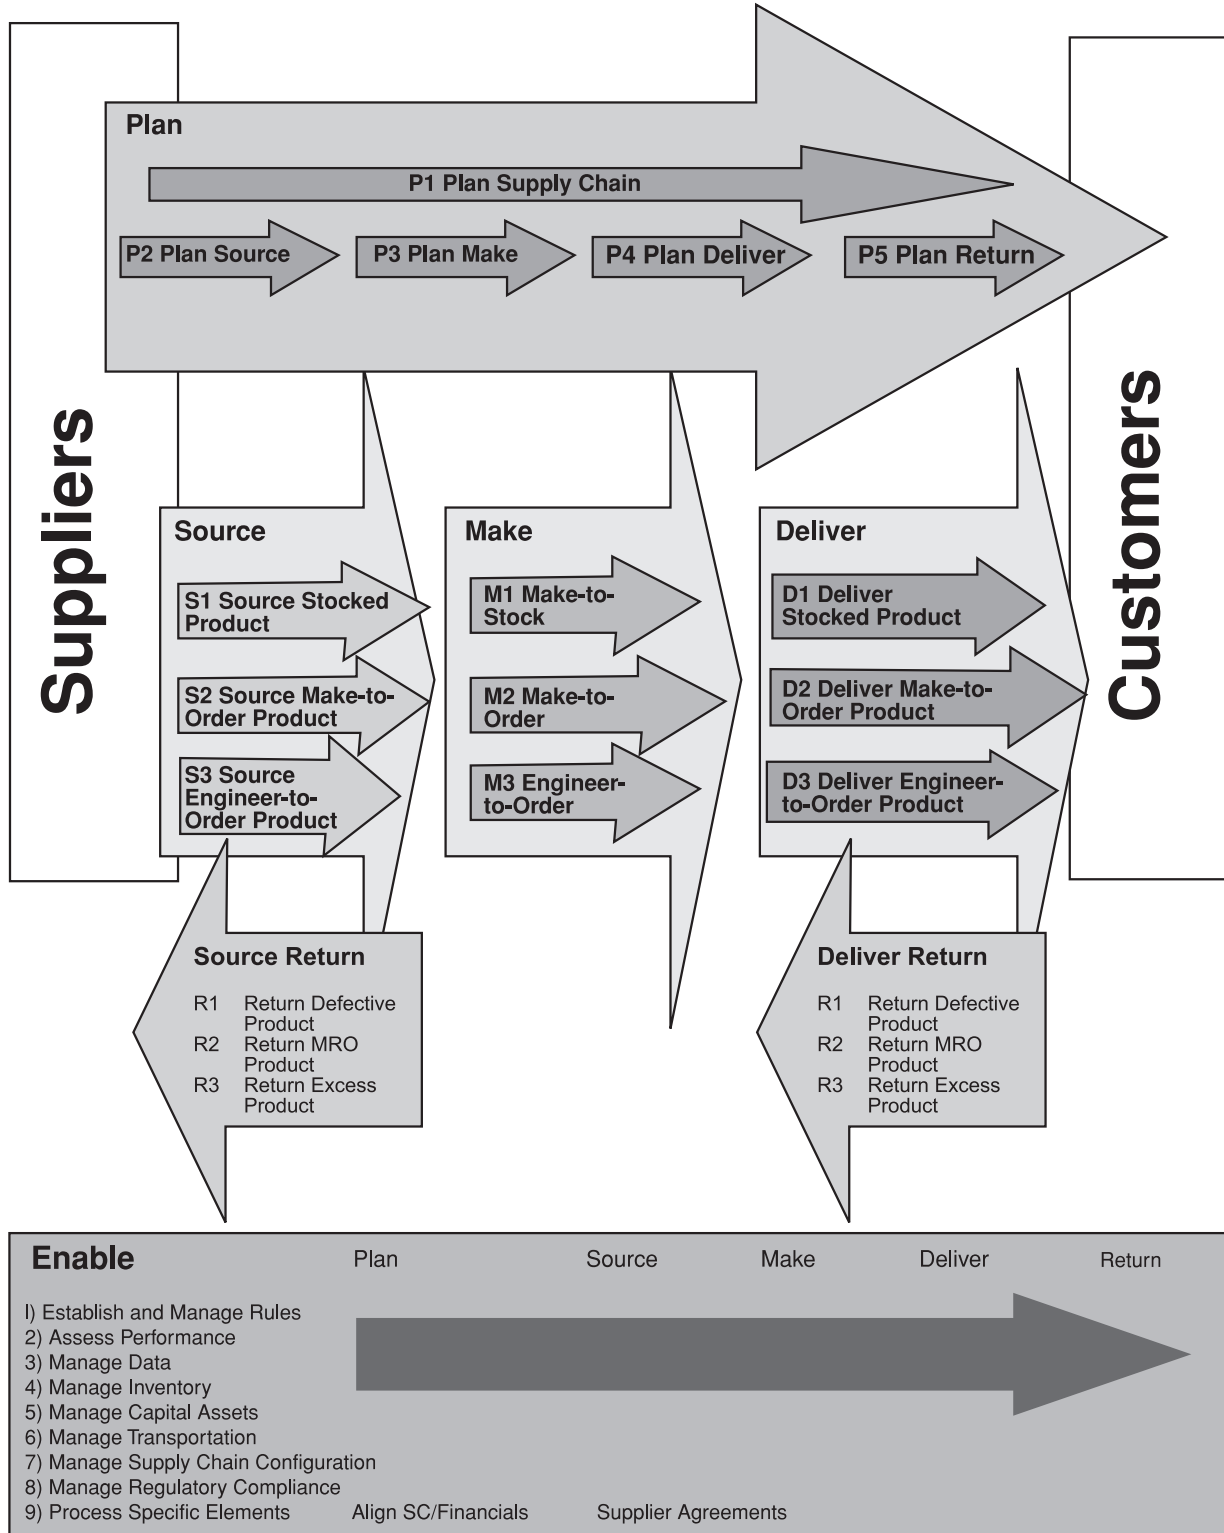 Plan
P1 Plan Supply Chain
P2 Plan Source
P3 Plan Make
P4 Plan Deliver
P5 Plan Return
Suppliers
Customers
Source
S1 Source Stocked
Product
S2 Source Make-to-
Order Product
S3 Source
Engineer-to-
Order Product
Make
M1 Make-to-
Stock
M2 Make-to-
Order
M3 Engineer-
to-Order
Deliver
D1 Deliver
Stocked Product
D2 Deliver Make-to-
Order Product
D3 Deliver Engineer-
to-Order Product
Source Return
R1 Return Defective
Product
R2 Return MRO
Product
R3 Return Excess
Product
Deliver Return
R1 Return Defective
Product
R2 Return MRO
Product
R3 Return Excess
Product
Enable Plan Source Make Deliver Return
I) Establish and Manage Rules
2) Assess Performance
3) Manage Data
4) Manage Inventory
5) Manage Capital Assets
6) Manage Transportation
7) Manage Supply Chain Configuration
8) Manage Regulatory Compliance
9) Process Specific Elements Align SC/Financials Supplier Agreements